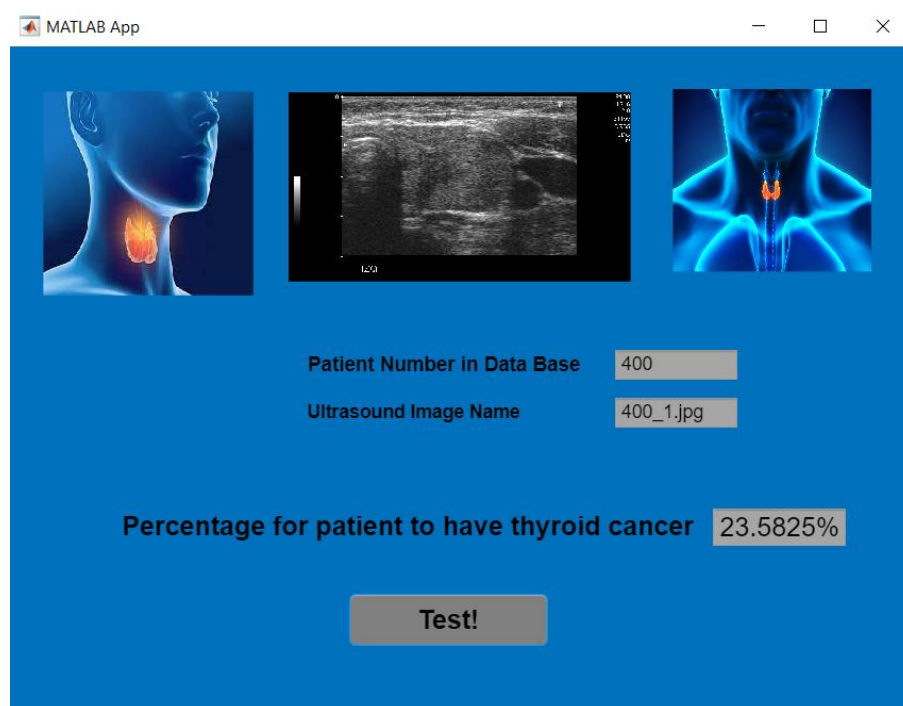 MATLAB App
Patient Number in Data Base 400
Ultrasound Image Name 400_1.jpg
Percentage for patient to have thyroid cancer 23.5825%
Test!